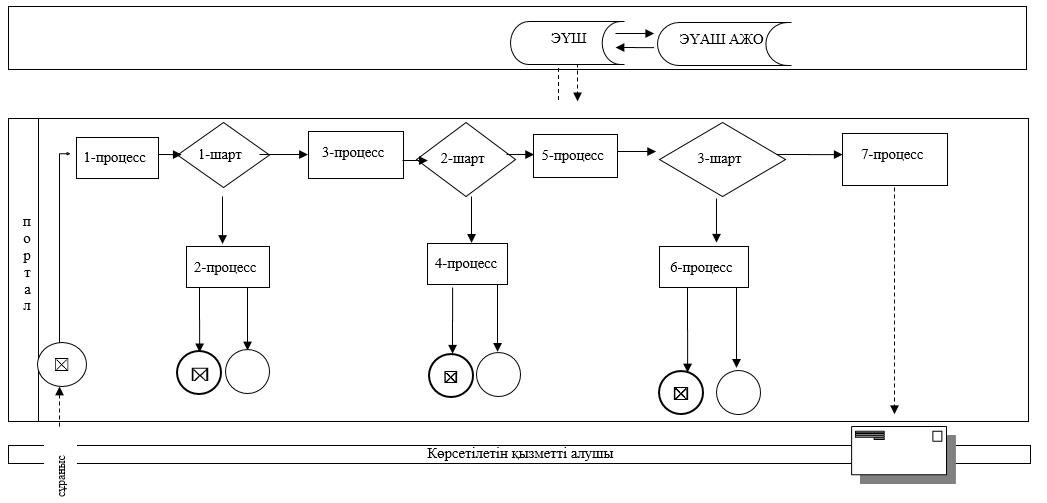 ЭҮШ
ЭҮАШ АЖО
портал
1-процесс
1-шарт
3-процесс
2-шарт
5-процесс
3-шарт
7-процесс
2-процесс
4-процесс
6-процесс
Көрсетілетін қызметті алушы
сұраныс